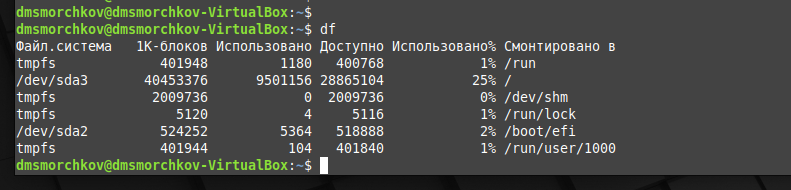 dmsmorchkov@dmsmorchkov-VirtualBox:~$
dmsmorchkov@dmsmorchkov-VirtualBox:~$ df
Файл.система   1K-блоков Использовано Доступно Использовано% Смонтировано в
tmpfs             401948         1180   400768            1% /run
/dev/sda3       40453376      9501156 28865104           25% /
tmpfs            2009736            0  2009736            0% /dev/shm
tmpfs               5120            4     5116            1% /run/lock
/dev/sda2         524252         5364   518888            2% /boot/efi
tmpfs             401944          104   401840            1% /run/user/1000
dmsmorchkov@dmsmorchkov-VirtualBox:~$